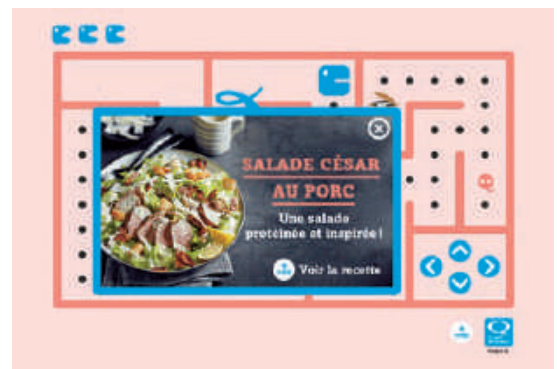 SALADE CÉSAR
AU PORC
Une salade
protéinée et inspirée !
Voir la recette